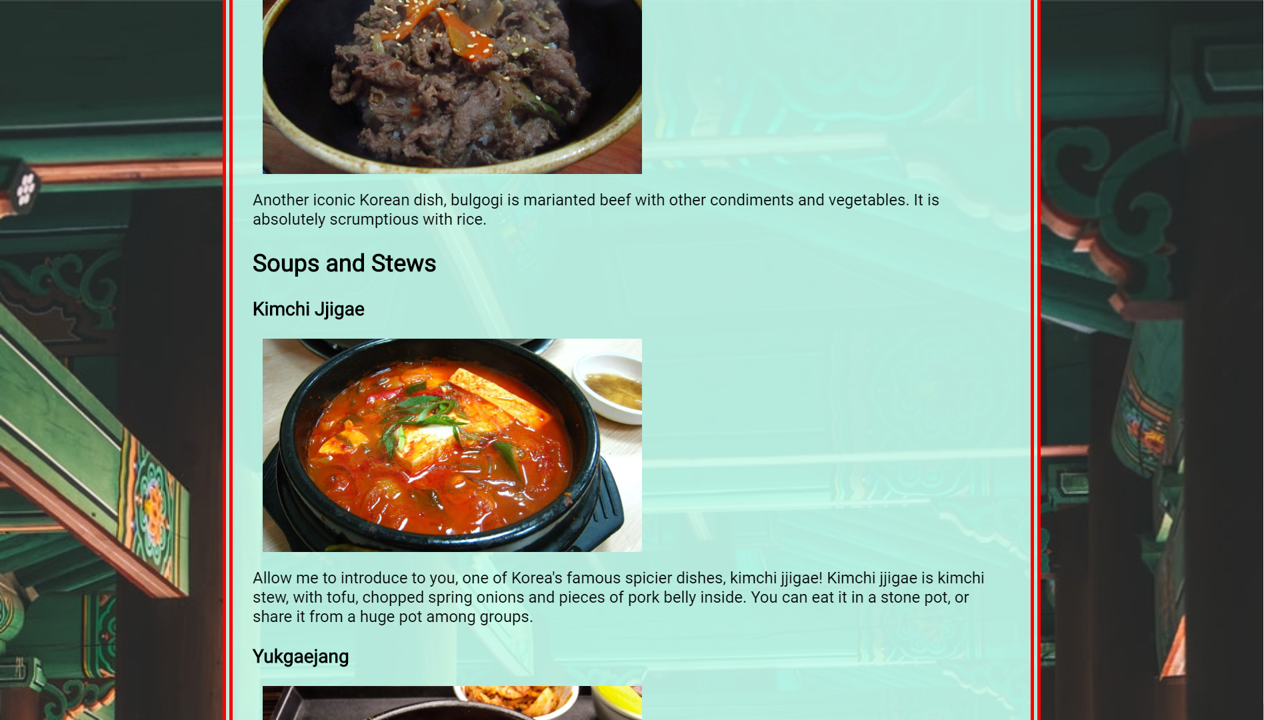 Another iconic Korean dish, bulgogi is marianted beef with other condiments and vegetables. It is
absolutely scrumptious with rice.
Soups and Stews
Kimchi Jjigae
Allow me to introduce to you, one of Korea's famous spicier dishes, kimchi jjigae! Kimchi jjigae is kimchi
stew, with tofu, chopped spring onions and pieces of pork belly inside. You can eat it in a stone pot, or
share it from a huge pot among groups.
Yukgaejang